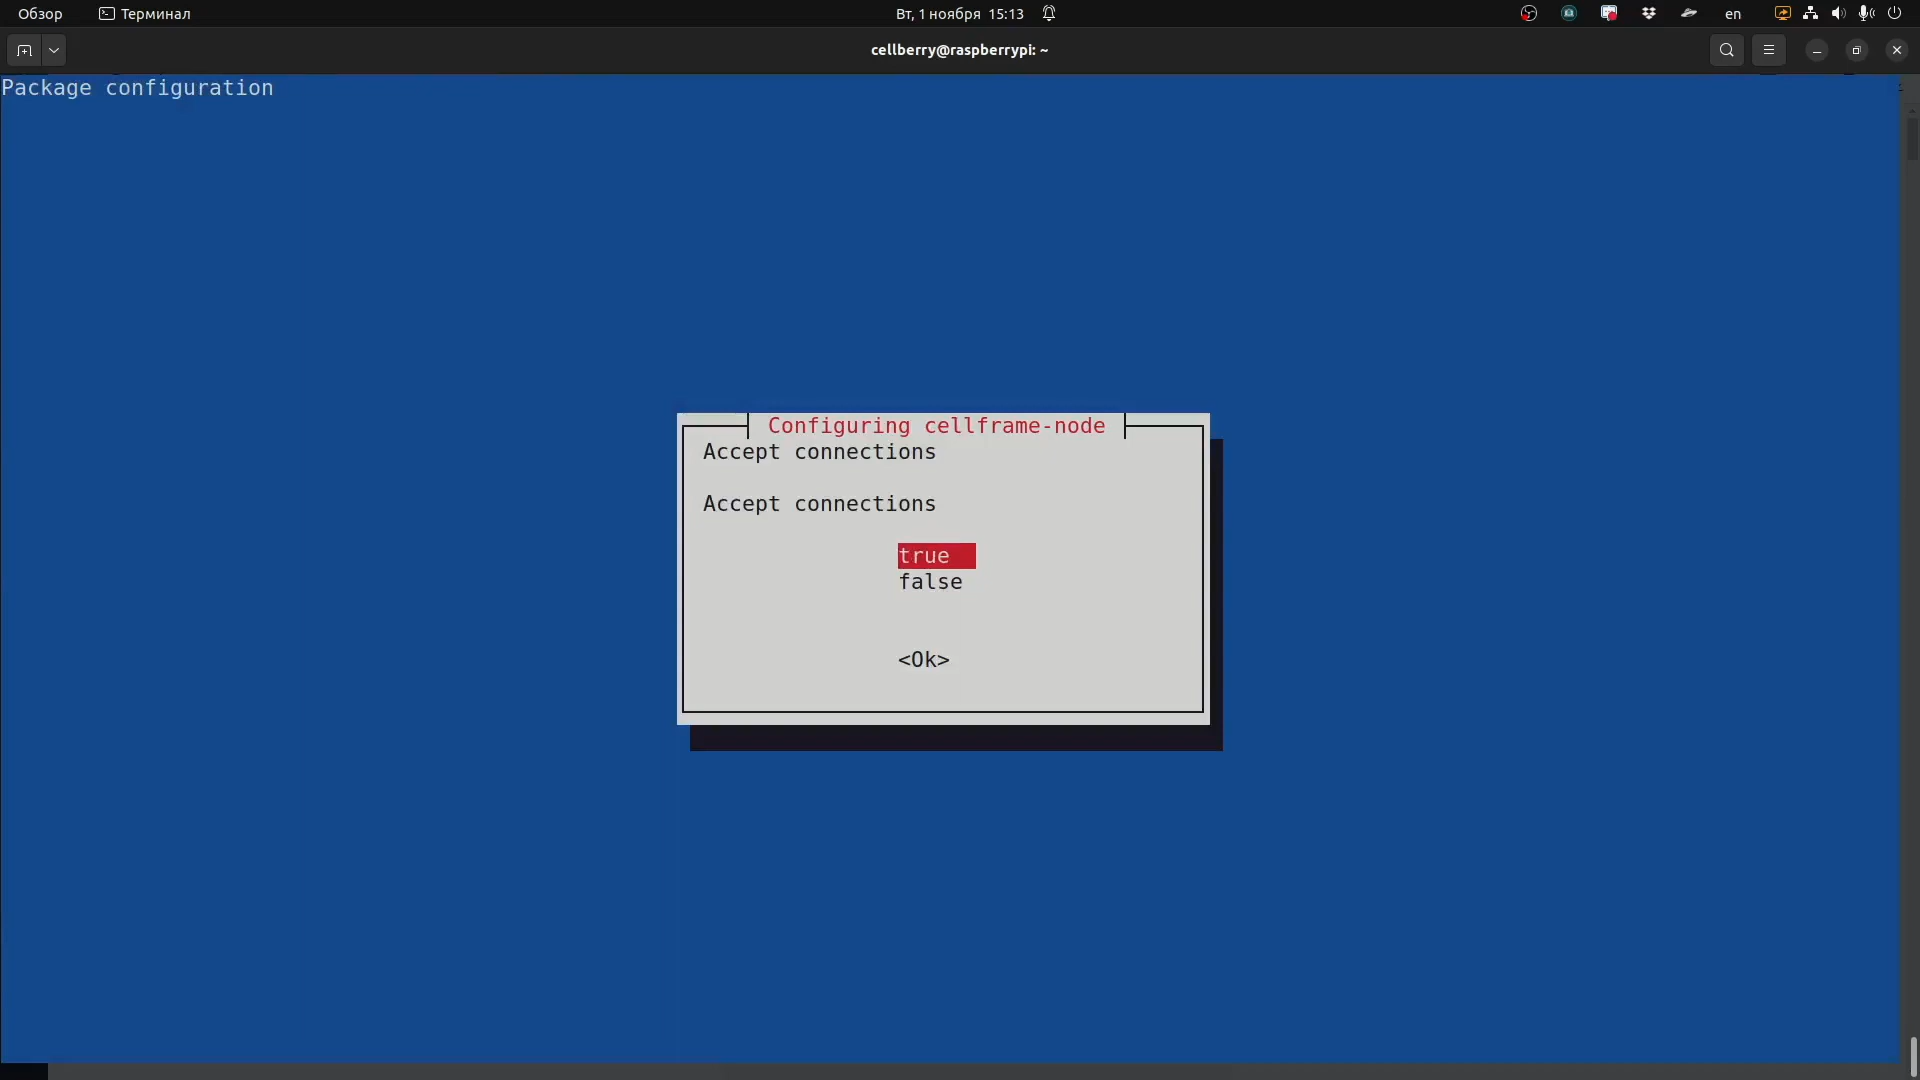 Обзор
Терминал
Вт, 1 ноября 15:13
en
cellberry@raspberrypi: ~
Package configuration
Configuring cellframe-node
Accept connections
Accept connections
true
false
<Ok>